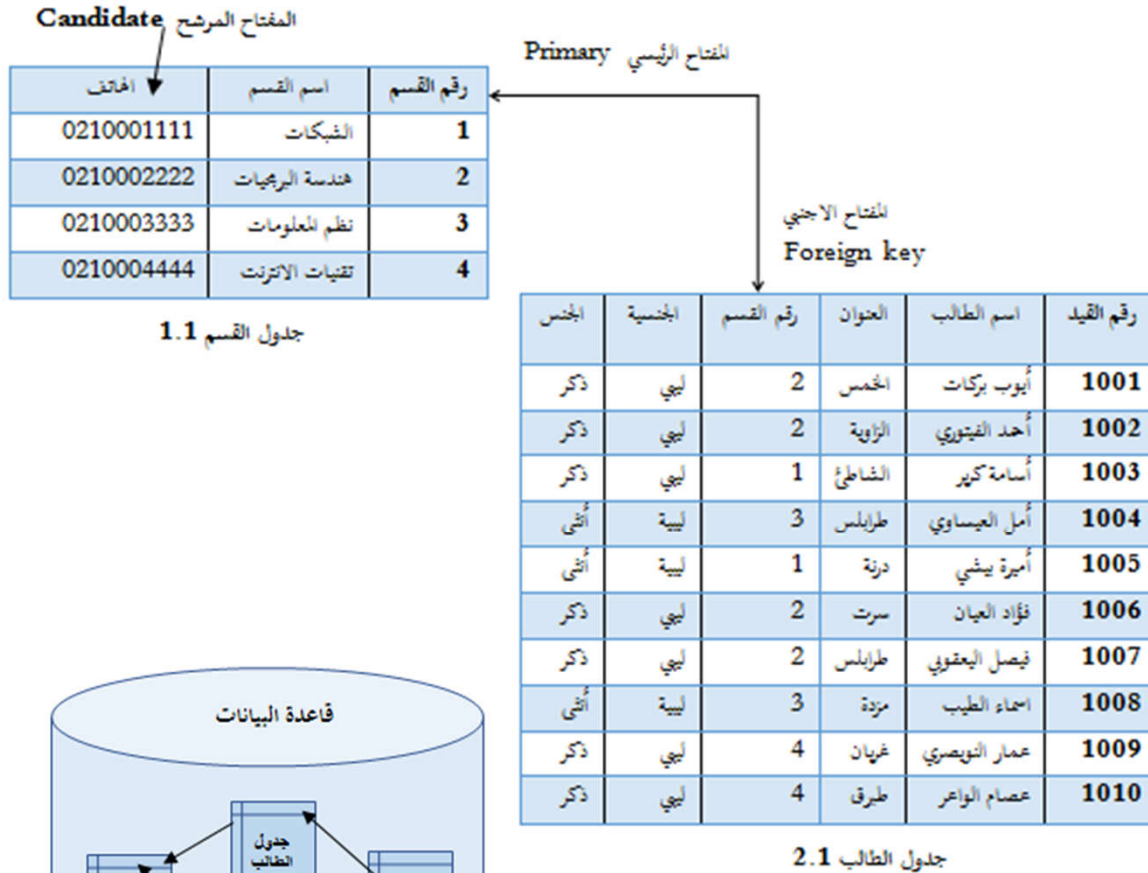 المفتاح المرشح Candidate
المفتاح الرئيسي Primary
رقم القسم اسم القسم الهاتف
1 الشبكات 0210001111
2 هندسة البرمجيات 0210002222
3 نظم المعلومات 0210003333
4 تقنيات الانترنت 0210004444
جدول القسم 1.1
المفتاح الاجنبي
Foreign key
رقم القيد اسم الطالب العنوان رقم القسم الجنسية الجنس
1001 أيوب بركات الخمس 2 ليبي ذكر
1002 أحمد الفيتوري الزاوية 2 ليبي ذكر
1003 أسامة كرير الشاطئ 1 ليبي ذكر
1004 أمل العيساوي طرابلس 3 ليبية أنثى
1005 أميرة بيشي درنة 1 ليبية أنثى
1006 فؤاد العيان سرت 2 ليبي ذكر
1007 فيصل اليعقوبي طرابلس 2 ليبي ذكر
1008 اسماء الطيب مزدة 3 ليبية أنثى
1009 عمار النويصري غريان 4 ليبي ذكر
1010 عصام الواعر طبرق 4 ليبي ذكر
جدول الطالب 2.1
قاعدة البيانات
جدول
الطالب